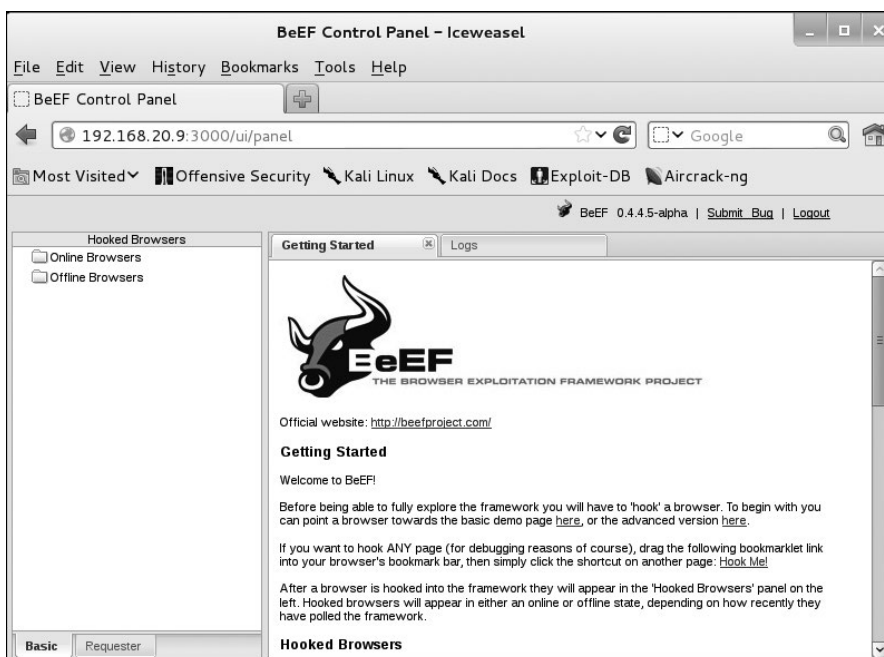 BeEF Control Panel – Iceweasel
File Edit View History Bookmarks Tools Help
BeEF Control Panel
192.168.20.9:3000/ui/panel
Google
Most Visited
Offensive Security
Kali Linux
Kali Docs
Exploit-DB
Aircrack-ng
BeEF 0.4.4.5-alpha | Submit Bug | Logout
Hooked Browsers
Online Browsers
Offline Browsers
Basic
Requester
Getting Started
Logs
BeEF
THE BROWSER EXPLOITATION FRAMEWORK PROJECT
Official website: http://beefproject.com/
Getting Started
Welcome to BeEF!
Before being able to fully explore the framework you will have to 'hook' a browser. To begin with you
can point a browser towards the basic demo page here, or the advanced version here.
If you want to hook ANY page (for debugging reasons of course), drag the following bookmarklet link
into your browser's bookmark bar, then simply click the shortcut on another page: Hook Me!
After a browser is hooked into the framework they will appear in the 'Hooked Browsers' panel on the
left. Hooked browsers will appear in either an online or offline state, depending on how recently they
have polled the framework.
Hooked Browsers